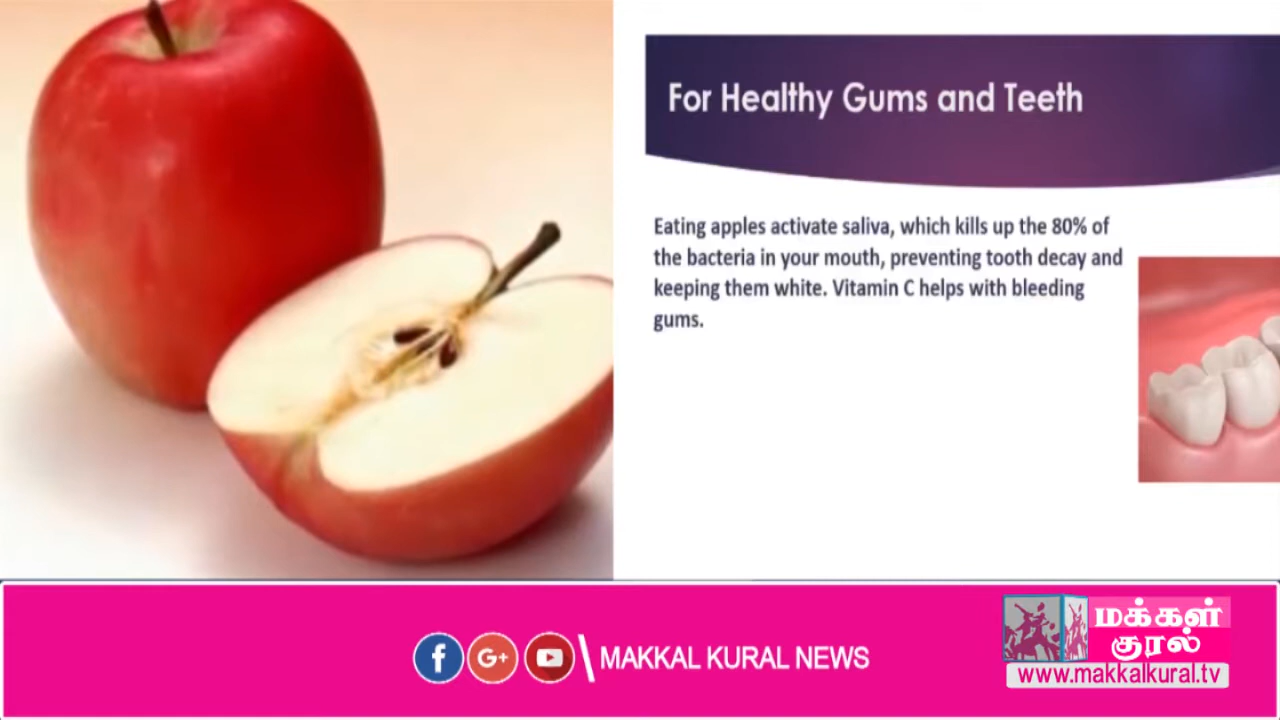 For Healthy Gums and Teeth
Eating apples activate saliva, which kills up the 80% of
the bacteria in your mouth, preventing tooth decay and
keeping them white. Vitamin C helps with bleeding
gums.
f G+ \ MAKKAL KURAL NEWS
மக்கள்
குரல்
www.makkalkural.tv